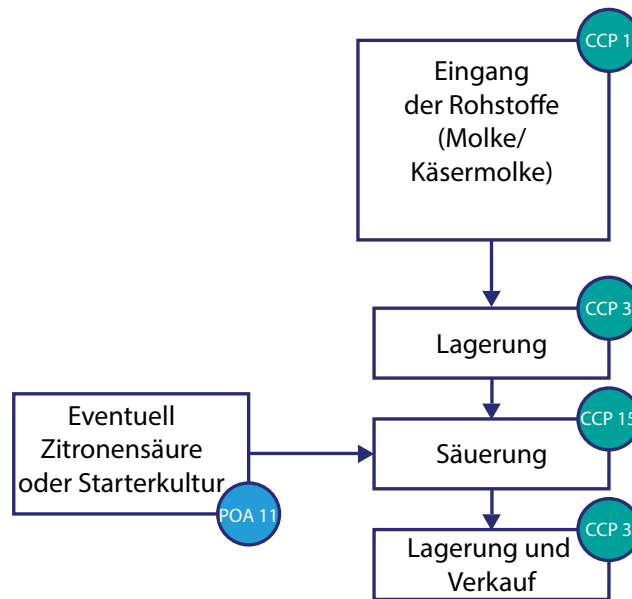 CCP 1
Eingang
der Rohstoffe
(Molke/
Käsermolke)
CCP 3
Lagerung
CCP 15
Säuerung
Eventuell
Zitronensäure
oder Starterkultur
POA 11
CCP 3
Lagerung und
Verkauf